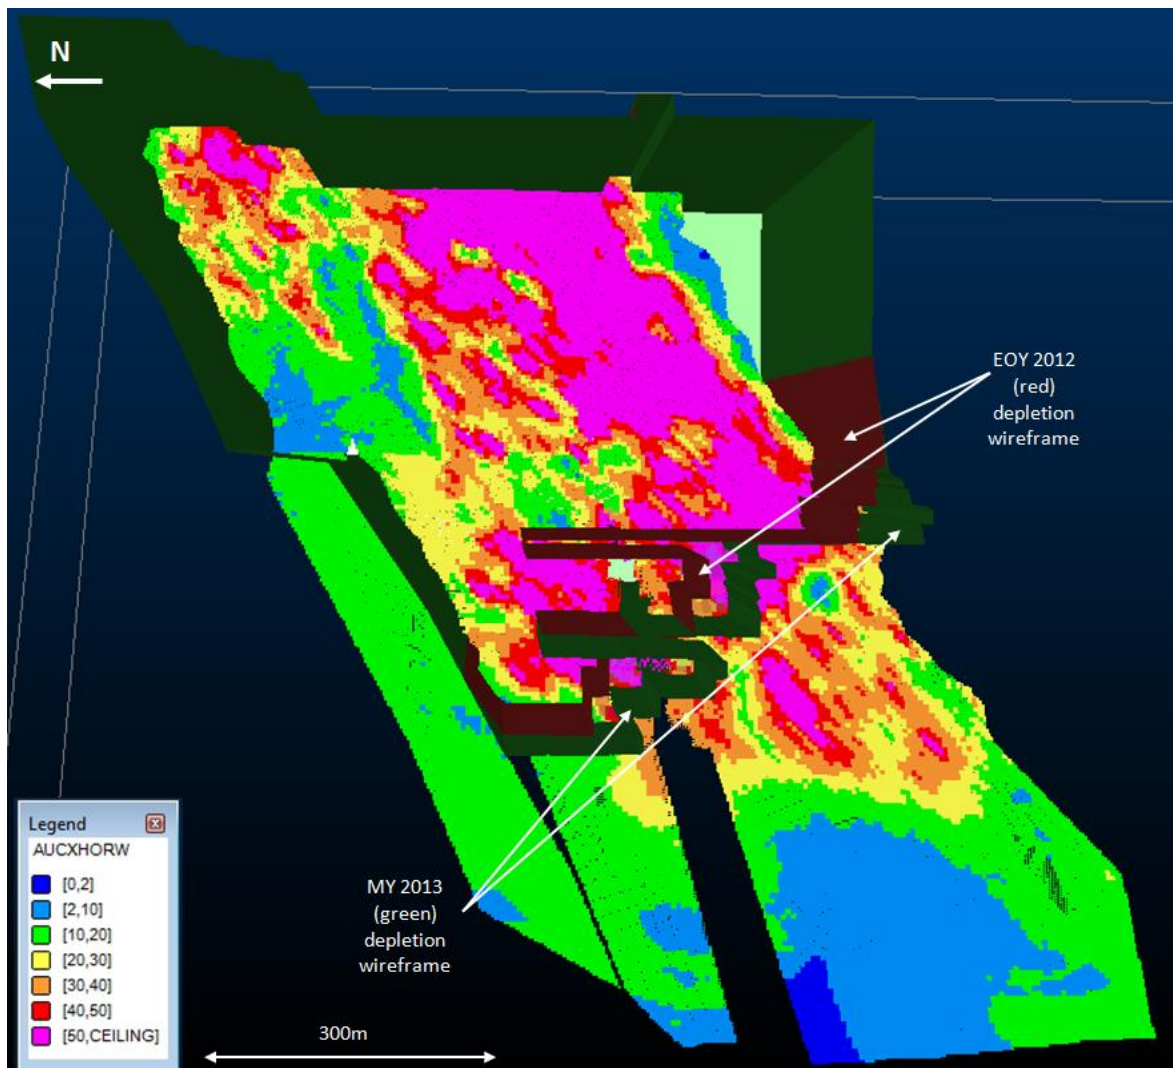 N
EOY 2012
(red)
depletion
wireframe
MY 2013
(green)
depletion
wireframe
Legend
AUCXHORW
[0,2]
[2,10]
[10,20]
[20,30]
[30,40]
[40,50]
[50,CEILING]
300m